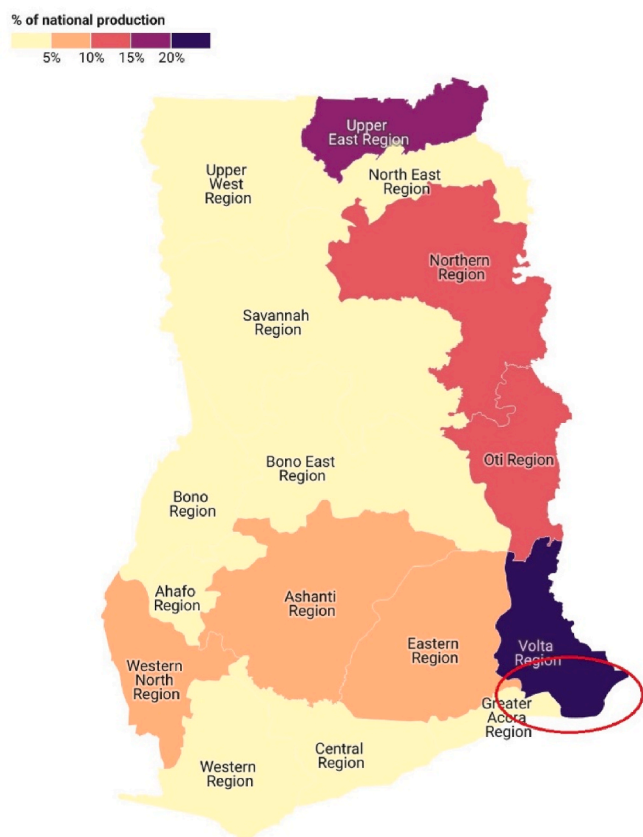 % of national production
5% 10% 15% 20%
Upper
East Region
Upper
West
Region
North East
Region
Northern
Region
Savannah
Region
Bono East
Region
Oti Region
Bono
Region
Ahafo
Region
Ashanti
Region
Eastern
Region
Volta
Region
Western
North
Region
Greater
Accra
Region
Central
Region
Western
Region